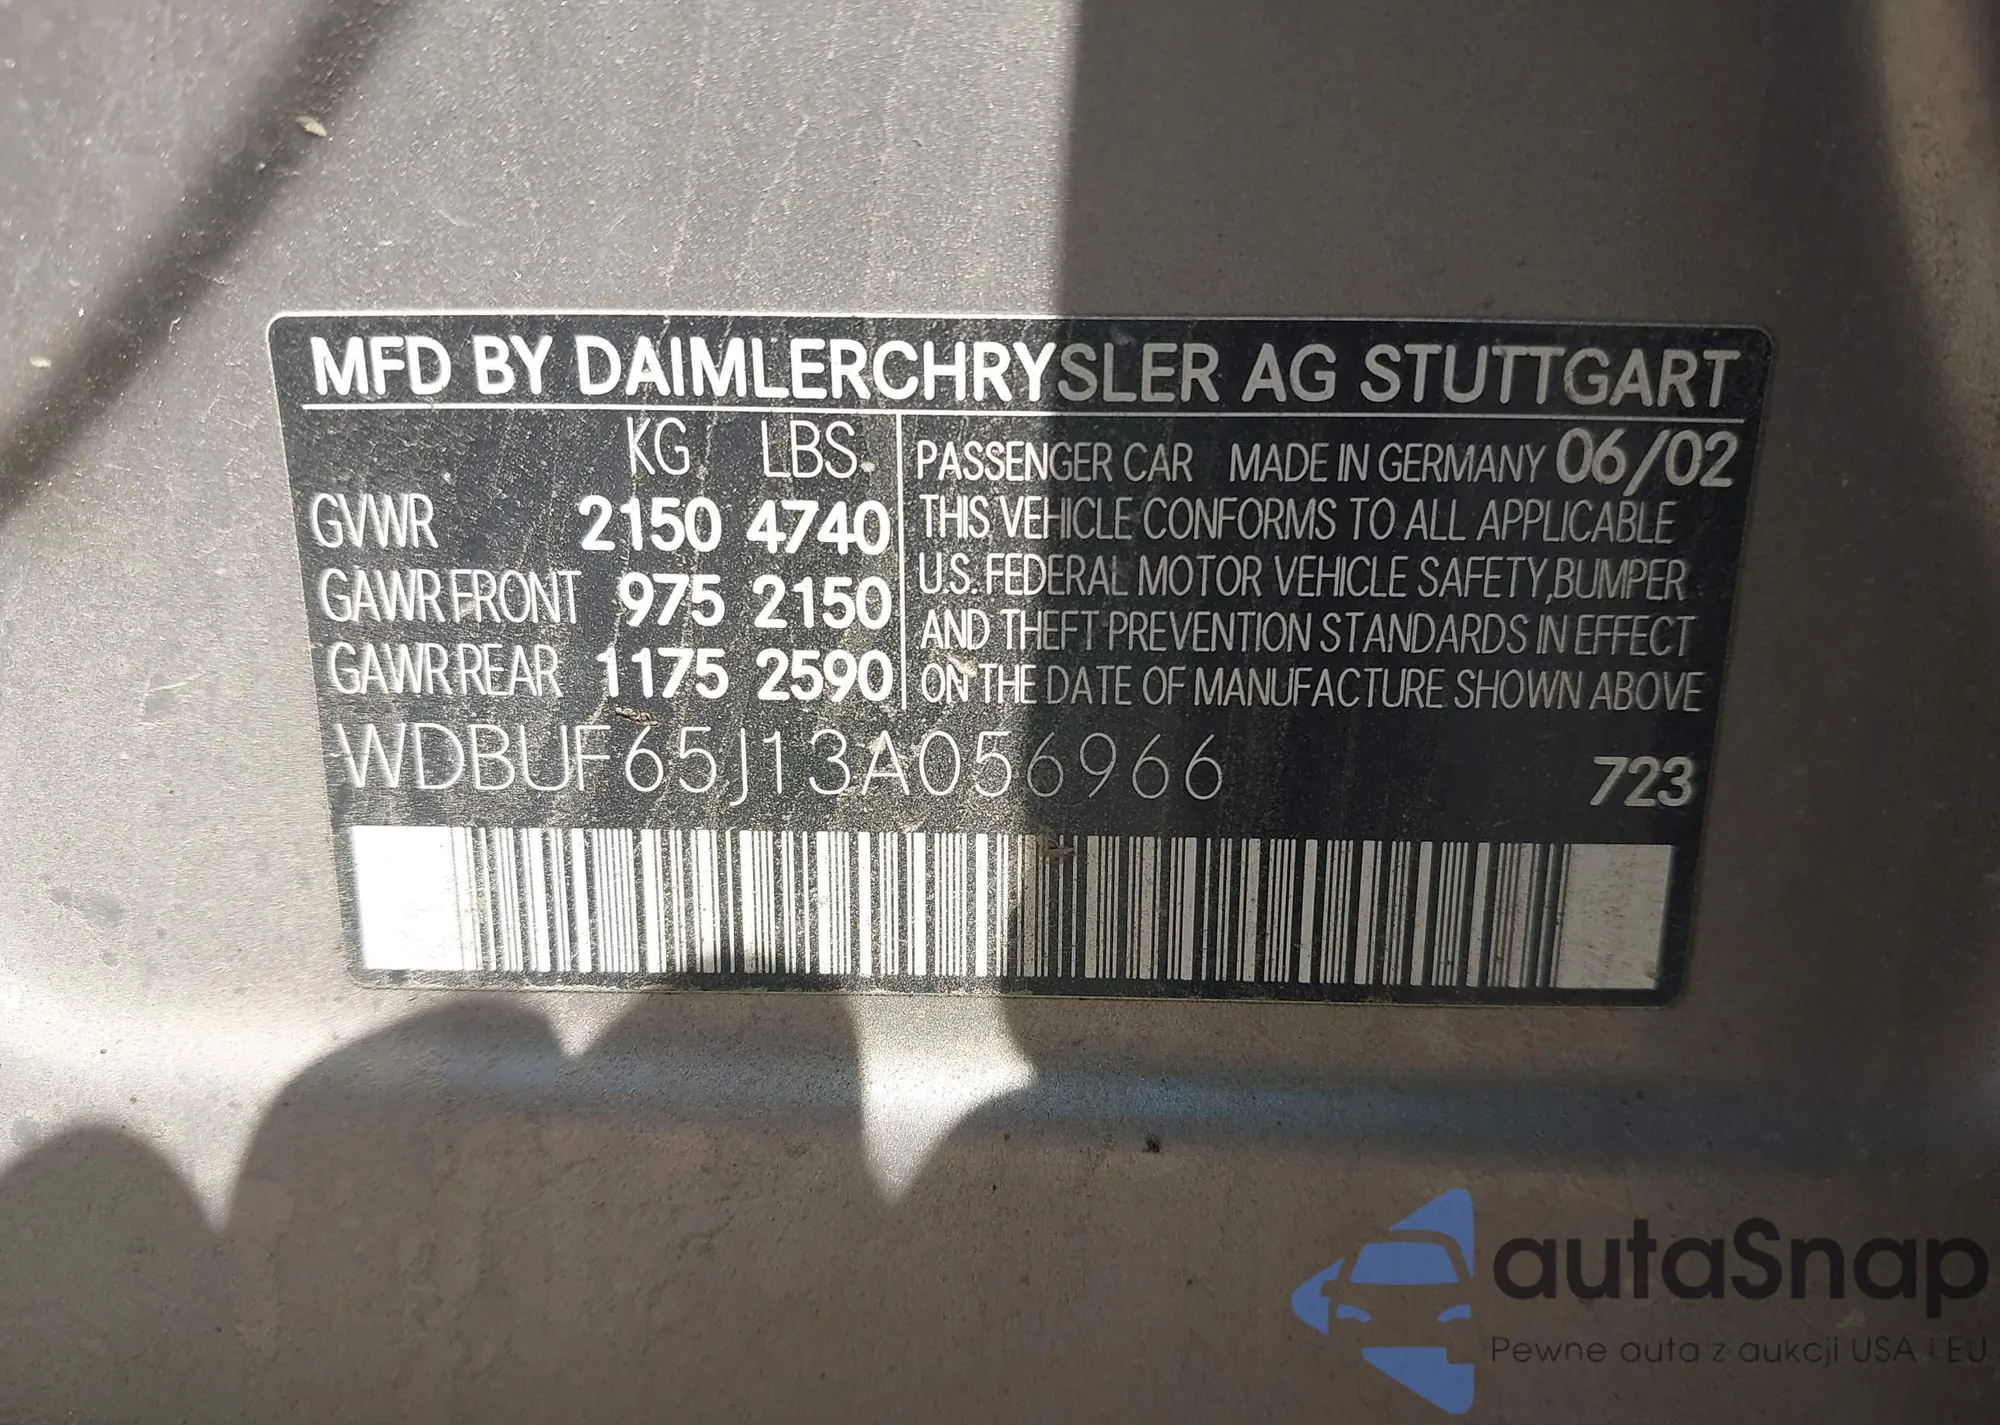 MFD BY DAIMLERCHRYSLER AG STUTTGART
KG LBS.
GVWR 2150 4740
GAWR FRONT 975 2150
GAWR REAR 1175 2590
PASSENGER CAR MADE IN GERMANY 06/02
THIS VEHICLE CONFORMS TO ALL APPLICABLE
U.S. FEDERAL MOTOR VEHICLE SAFETY, BUMPER
AND THEFT PREVENTION STANDARDS IN EFFECT
ON THE DATE OF MANUFACTURE SHOWN ABOVE
WDBUF65J13A056966 723
autaSnap
Pewne auta z aukcji USA i EU